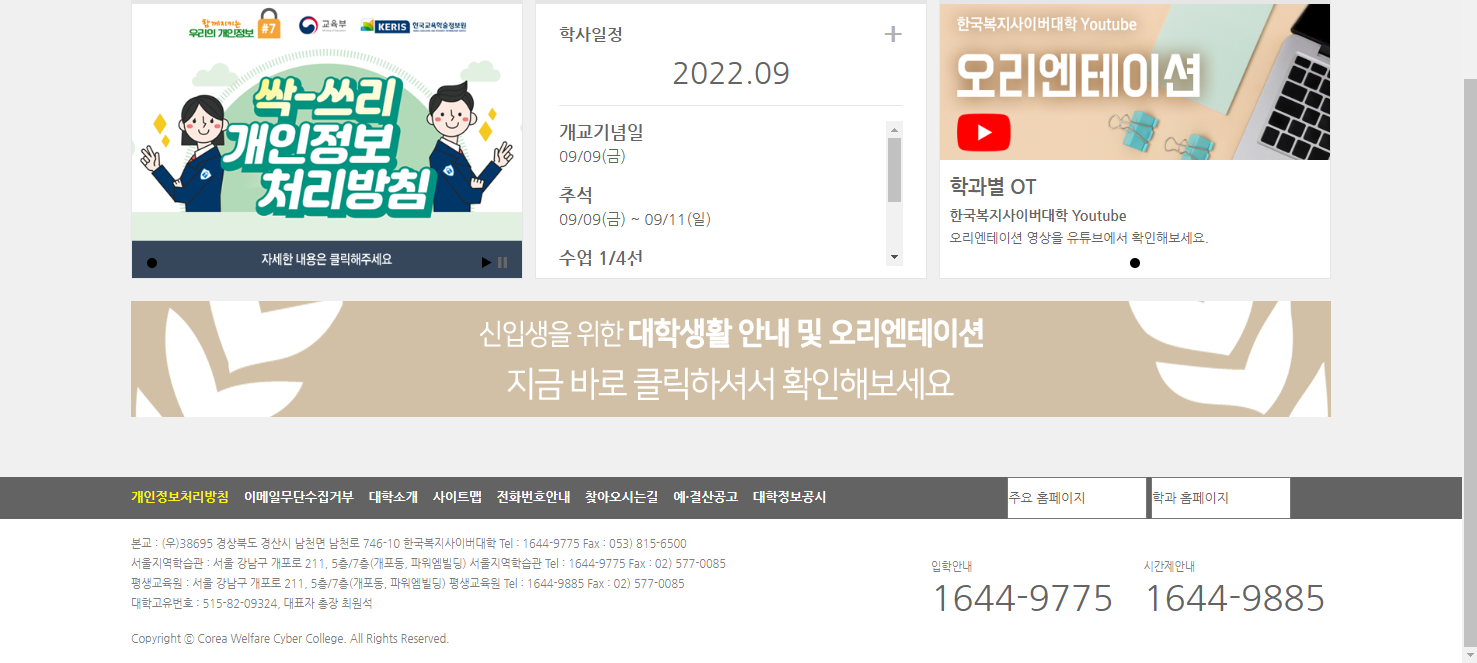 함께지키는
우리의 개인정보 #7
교육부
KERIS 한국교육학술정보원
싹-쓰리
개인정보
처리방침
자세한 내용은 클릭해주세요
학사일정
2022.09
개교기념일
09/09(금)
추석
09/09(금) ~ 09/11(일)
수업 1/4선
한국복지사이버대학 Youtube
오리엔테이션
학과별 OT
한국복지사이버대학 Youtube
오리엔테이션 영상을 유튜브에서 확인해보세요.
신입생을 위한 대학생활 안내 및 오리엔테이션
지금 바로 클릭하셔서 확인해보세요
개인정보처리방침 이메일무단수집거부 대학소개 사이트맵 전화번호안내 찾아오시는길 예·결산공고 대학정보공시
주요 홈페이지 학과 홈페이지
본교 : (우)38695 경상북도 경산시 남천면 남천로 746-10 한국복지사이버대학 Tel : 1644-9775 Fax : 053) 815-6500
서울지역학습관 : 서울 강남구 개포로 211, 5층/7층(개포동, 파워엠빌딩) 서울지역학습관 Tel : 1644-9775 Fax : 02) 577-0085
평생교육원 : 서울 강남구 개포로 211, 5층/7층(개포동, 파워엠빌딩) 평생교육원 Tel : 1644-9885 Fax : 02) 577-0085
대학고유번호 : 515-82-09324, 대표자 총장 최원석
Copyright ⓒ Corea Welfare Cyber College. All Rights Reserved.
입학안내
1644-9775
시간제안내
1644-9885